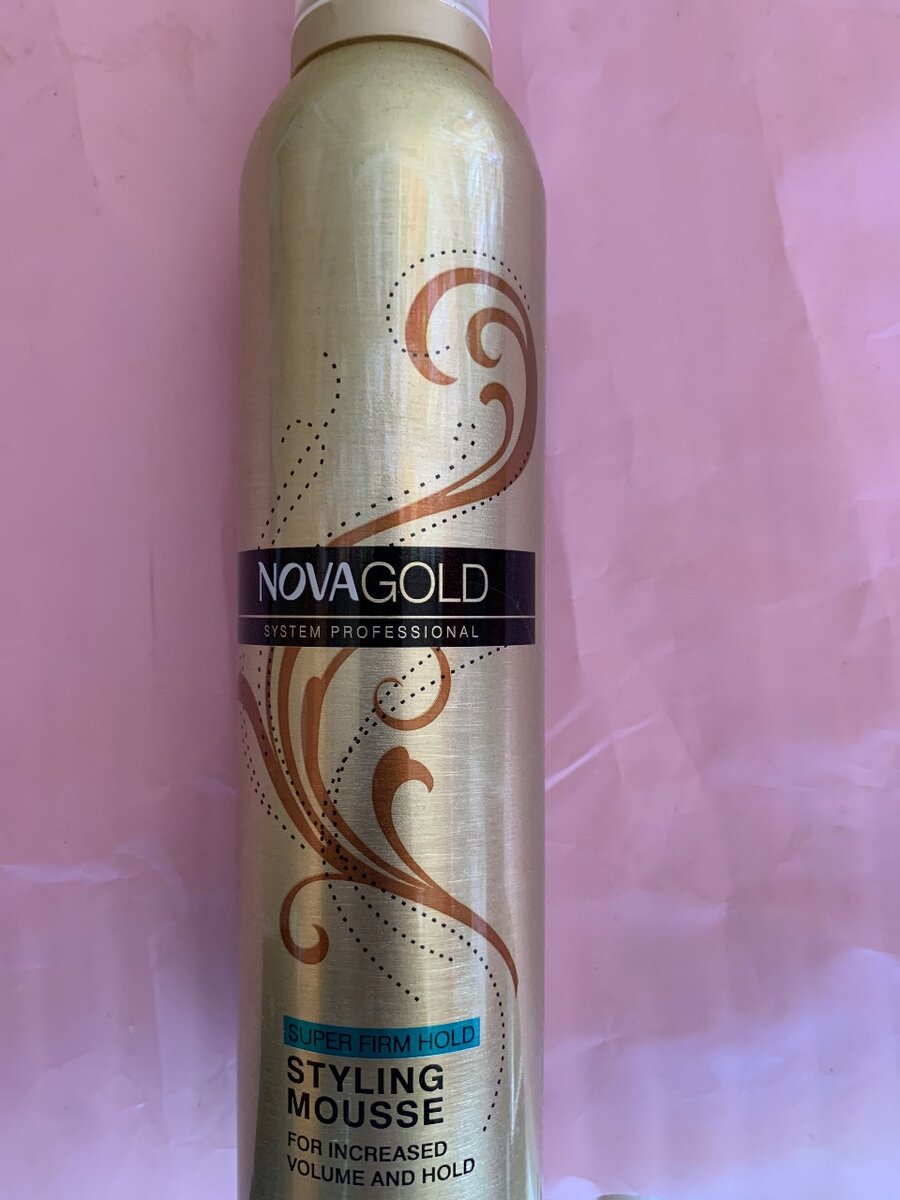 NOVAGOLD
SYSTEM PROFESSIONAL
SUPER FIRM HOLD
STYLING
MOUSSE
FOR INCREASED
VOLUME AND HOLD